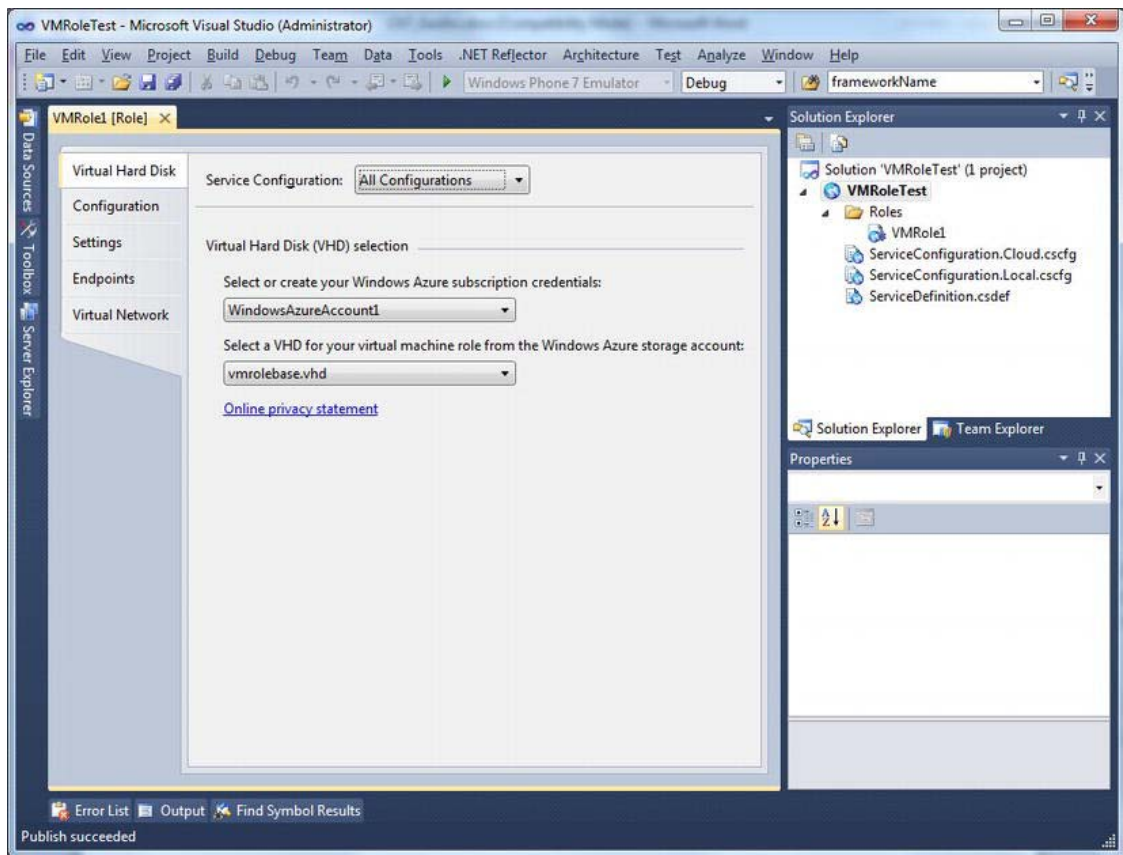 VMRoleTest - Microsoft Visual Studio (Administrator)
File Edit View Project Build Debug Team Data Tools .NET Reflector Architecture Test Analyze Window Help
Windows Phone 7 Emulator Debug frameworkName
Data Sources
Toolbox
Server Explorer
VMRole1 [Role]
Virtual Hard Disk
Configuration
Settings
Endpoints
Virtual Network
Service Configuration: All Configurations
Virtual Hard Disk (VHD) selection
Select or create your Windows Azure subscription credentials:
WindowsAzureAccount1
Select a VHD for your virtual machine role from the Windows Azure storage account:
vmrolebase.vhd
Online privacy statement
Solution Explorer
Solution 'VMRoleTest' (1 project)
VMRoleTest
Roles
VMRole1
ServiceConfiguration.Cloud.cscfg
ServiceConfiguration.Local.cscfg
ServiceDefinition.csdef
Solution Explorer Team Explorer
Properties
Error List Output Find Symbol Results
Publish succeeded